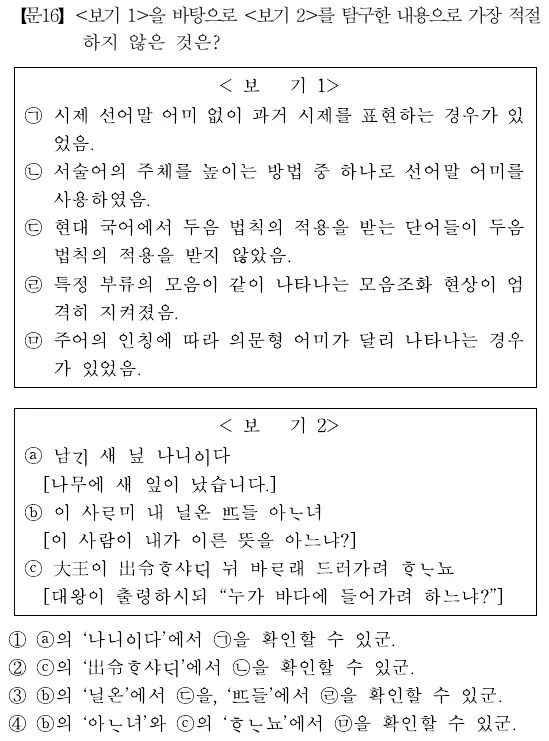 【문16】 <보기 1>을 바탕으로 <보기 2>를 탐구한 내용으로 가장 적절
하지 않은 것은?
< 보 기 1>
㉠ 시제 선어말 어미 없이 과거 시제를 표현하는 경우가 있
었음.
㉡ 서술어의 주체를 높이는 방법 중 하나로 선어말 어미를
사용하였음.
㉢ 현대 국어에서 두음 법칙의 적용을 받는 단어들이 두음
법칙의 적용을 받지 않았음.
㉣ 특정 부류의 모음이 같이 나타나는 모음조화 현상이 엄
격히 지켜졌음.
㉤ 주어의 인칭에 따라 의문형 어미가 달리 나타나는 경우
가 있었음.
< 보 기 2>
ⓐ 남ᄀᆡ 새 닢 나니ᅌᅵ다
[나무에 새 잎이 났습니다.]
ⓑ 이 사ᄅᆞ미 내 닐온 ᄠᅳ들 아ᄂᆞ녀
[이 사람이 내가 이른 뜻을 아느냐?]
ⓒ 大王이 出令ᄒᆞ샤ᄃᆡ 뉘 바ᄅᆞ래 드러가려 ᄒᆞᄂᆞ뇨
[대왕이 출령하시되 “누가 바다에 들어가려 하느냐?”]
① ⓐ의 ‘나니ᅌᅵ다’에서 ㉠을 확인할 수 있군.
② ⓒ의 ‘出令ᄒᆞ샤ᄃᆡ’에서 ㉡을 확인할 수 있군.
③ ⓑ의 ‘닐온’에서 ㉢을, ‘ᄠᅳ들’에서 ㉣을 확인할 수 있군.
④ ⓑ의 ‘아ᄂᆞ녀’와 ⓒ의 ‘ᄒᆞᄂᆞ뇨’에서 ㉤을 확인할 수 있군.